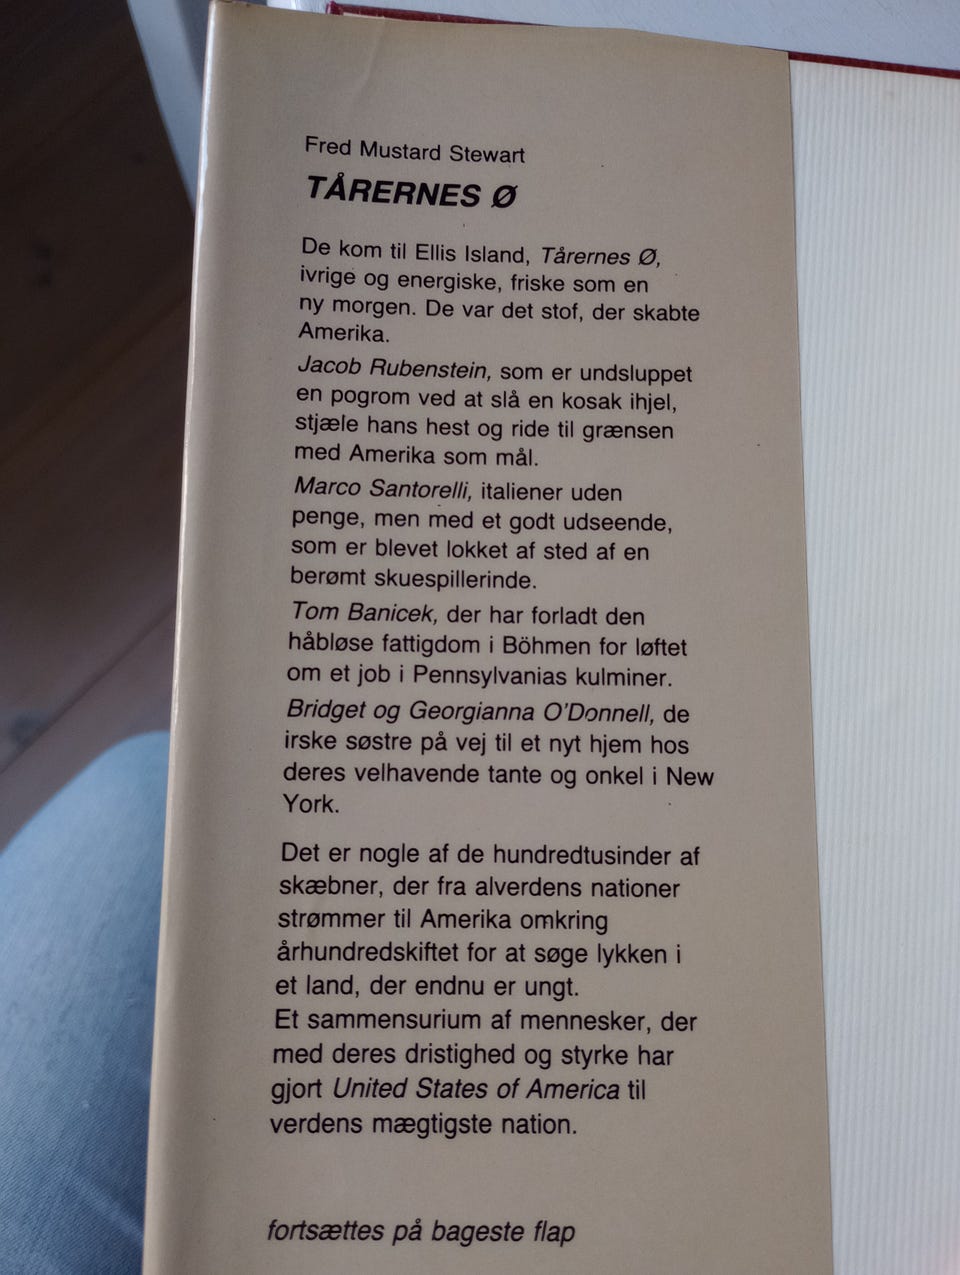 Fred Mustard Stewart
TÅRERNES Ø
De kom til Ellis Island, Tårernes Ø,
ivrige og energiske, friske som en
ny morgen. De var det stof, der skabte
Amerika.
Jacob Rubenstein, som er undsluppet
en pogrom ved at slå en kosak ihjel,
stjæle hans hest og ride til grænsen
med Amerika som mål.
Marco Santorelli, italiener uden
penge, men med et godt udseende,
som er blevet lokket af sted af en
berømt skuespillerinde.
Tom Banicek, der har forladt den
håbløse fattigdom i Böhmen for løftet
om et job i Pennsylvanias kulminer.
Bridget og Georgianna O'Donnell, de
irske søstre på vej til et nyt hjem hos
deres velhavende tante og onkel i New
York.
Det er nogle af de hundredtusinder af
skæbner, der fra alverdens nationer
strømmer til Amerika omkring
århundredskiftet for at søge lykken i
et land, der endnu er ungt.
Et sammensurium af mennesker, der
med deres dristighed og styrke har
gjort United States of America til
verdens mægtigste nation.
fortsættes på bageste flap